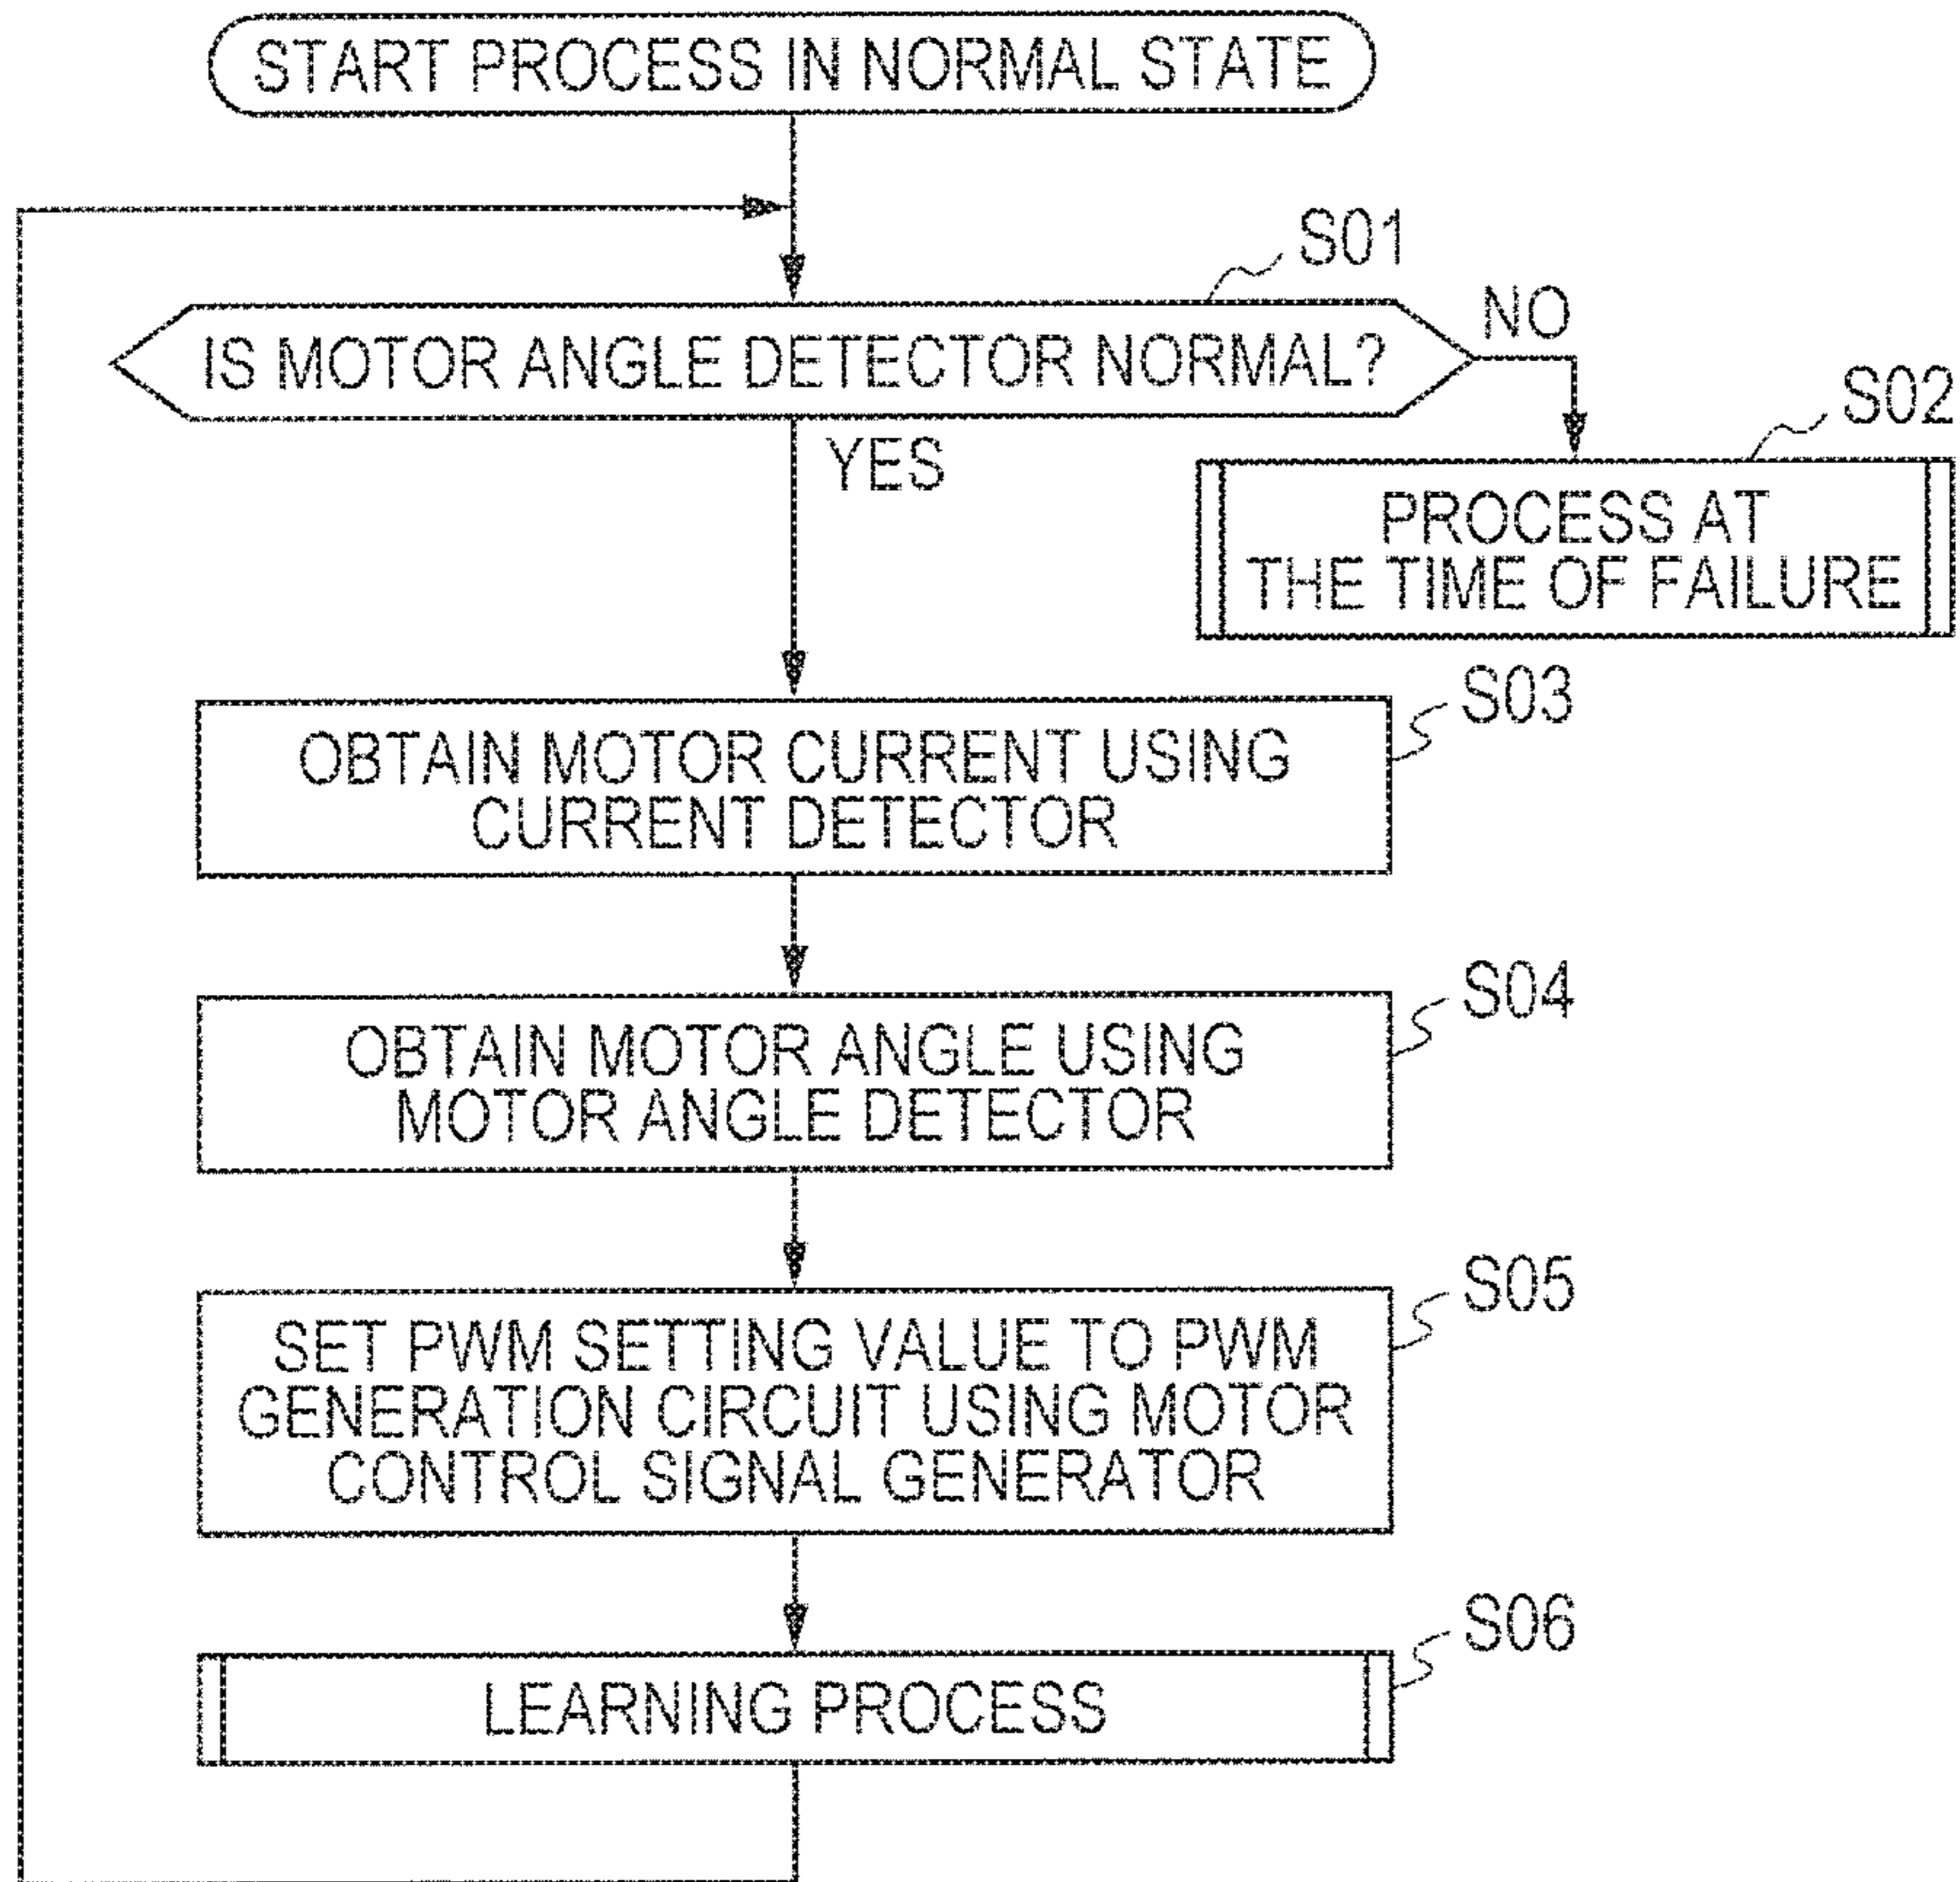 START PROCESS IN NORMAL STATE
S01
IS MOTOR ANGLE DETECTOR NORMAL?
NO
YES
S02
PROCESS AT
THE TIME OF FAILURE
S03
OBTAIN MOTOR CURRENT USING
CURRENT DETECTOR
S04
OBTAIN MOTOR ANGLE USING
MOTOR ANGLE DETECTOR
S05
SET PWM SETTING VALUE TO PWM
GENERATION CIRCUIT USING MOTOR
CONTROL SIGNAL GENERATOR
S06
LEARNING PROCESS